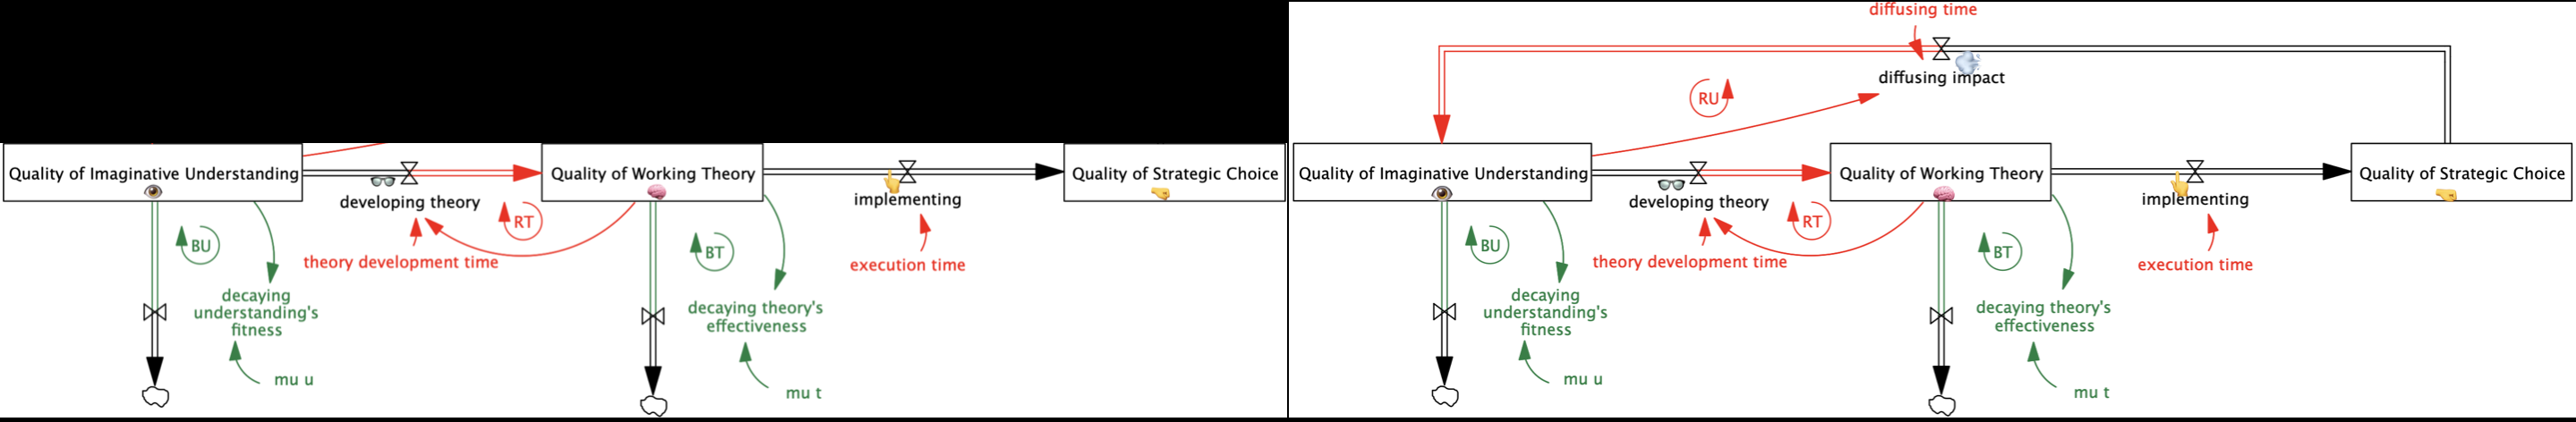 Quality of Imaginative Understanding
developing theory
RT
theory development time
Quality of Working Theory
implementing
execution time
Quality of Strategic Choice
BU
decaying
understanding's
fitness
mu u
BT
decaying theory's
effectiveness
mu t
diffusing time
diffusing impact
RU
Quality of Imaginative Understanding
developing theory
RT
theory development time
Quality of Working Theory
implementing
execution time
Quality of Strategic Choice
BU
decaying
understanding's
fitness
mu u
BT
decaying theory's
effectiveness
mu t